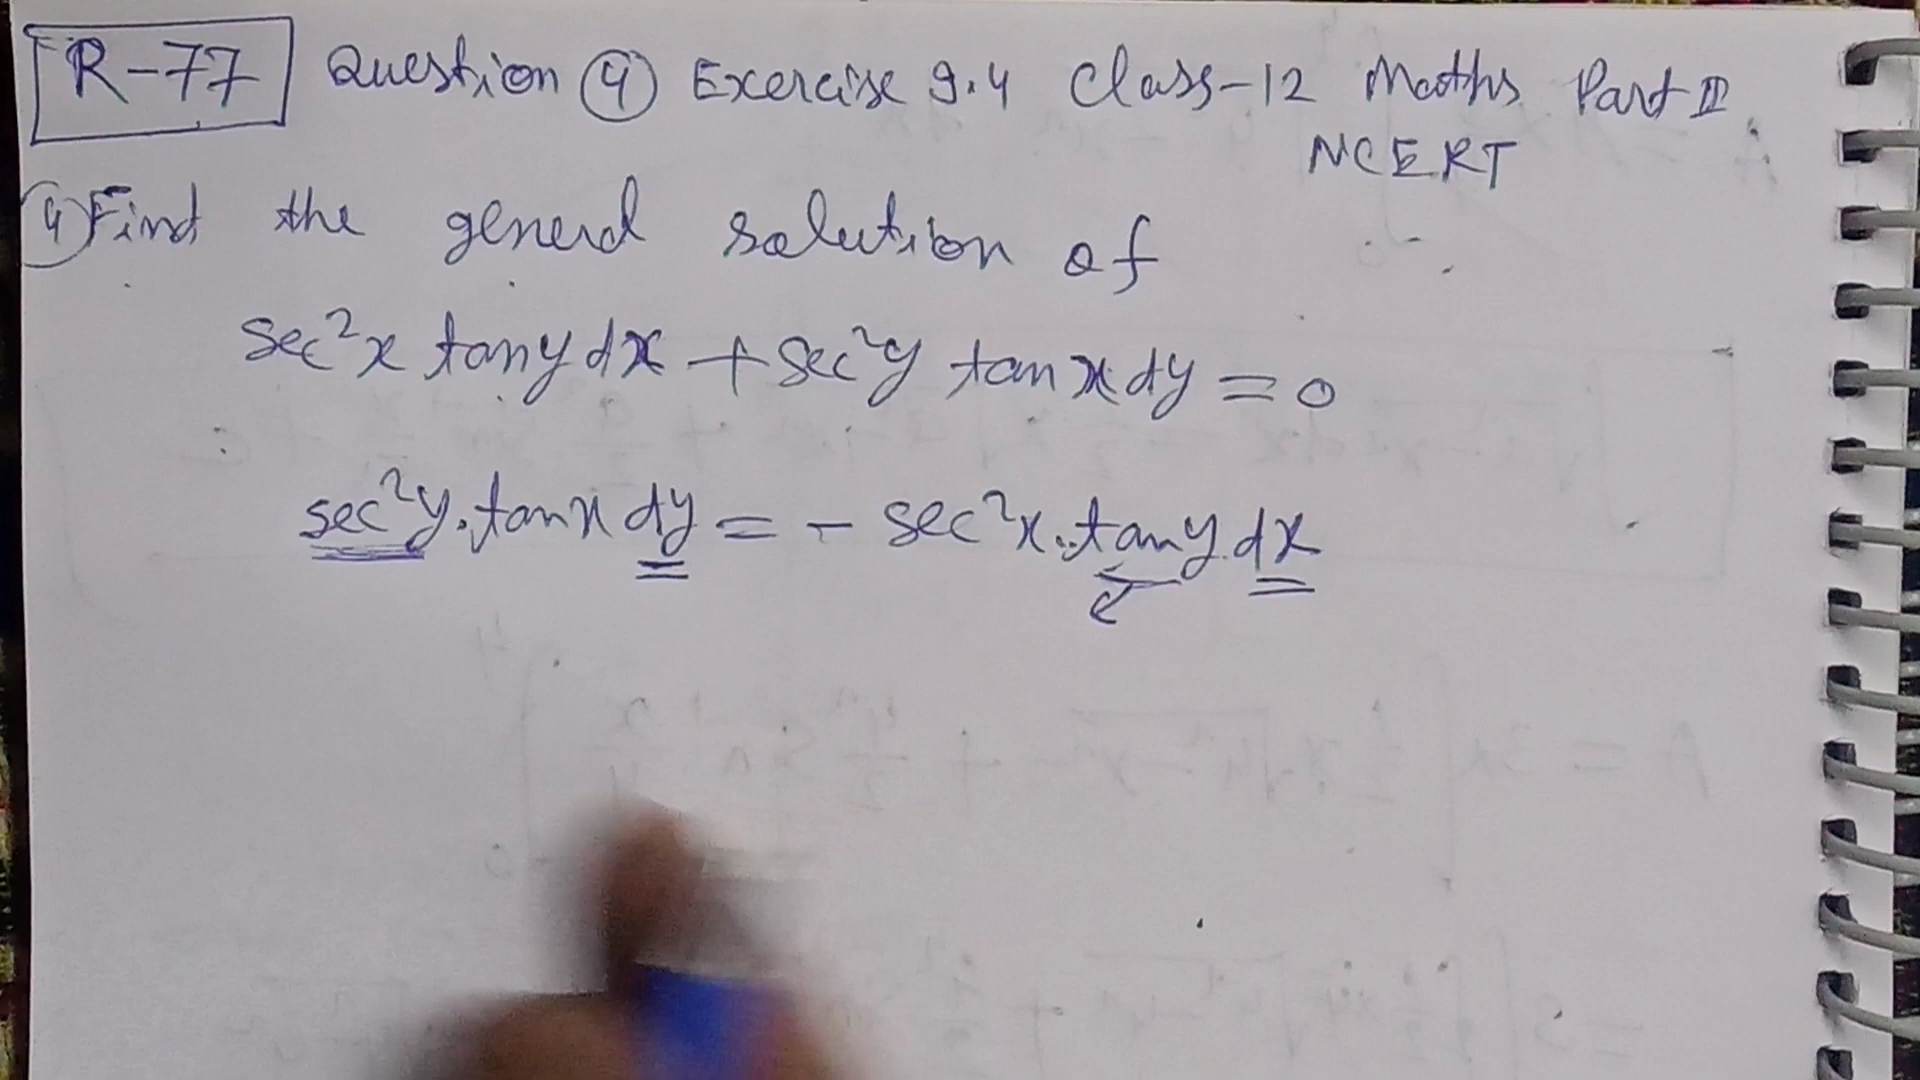 R-77 Question ④ Exercise 9.4 Class-12 Maths Part II
NCERT
④ Find the general solution of
sec²x tany dx + sec²y tanx dy = 0
sec²y . tanx dy = - sec²x . tany . dx